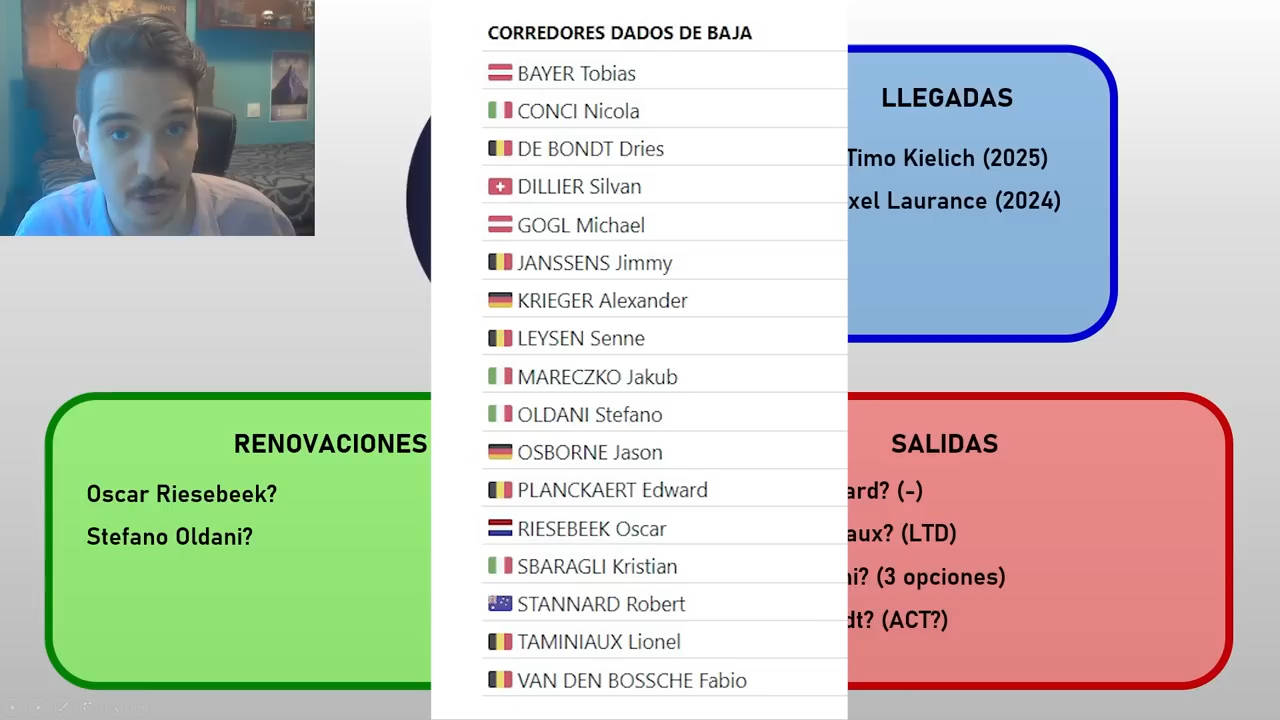 CORREDORES DADOS DE BAJA
BAYER Tobias
CONCI Nicola
DE BONDT Dries
DILLIER Silvan
GOGL Michael
JANSSENS Jimmy
KRIEGER Alexander
LEYSEN Senne
MARECZKO Jakub
OLDANI Stefano
OSBORNE Jason
PLANCKAERT Edward
RIESEBEEK Oscar
SBARAGLI Kristian
STANNARD Robert
TAMINIAUX Lionel
VAN DEN BOSSCHE Fabio
LLEGADAS
Timo Kielich (2025)
xel Laurance (2024)
RENOVACIONES
Oscar Riesebeek?
Stefano Oldani?
SALIDAS
ard? (-)
aux? (LTD)
ni? (3 opciones)
dt? (ACT?)